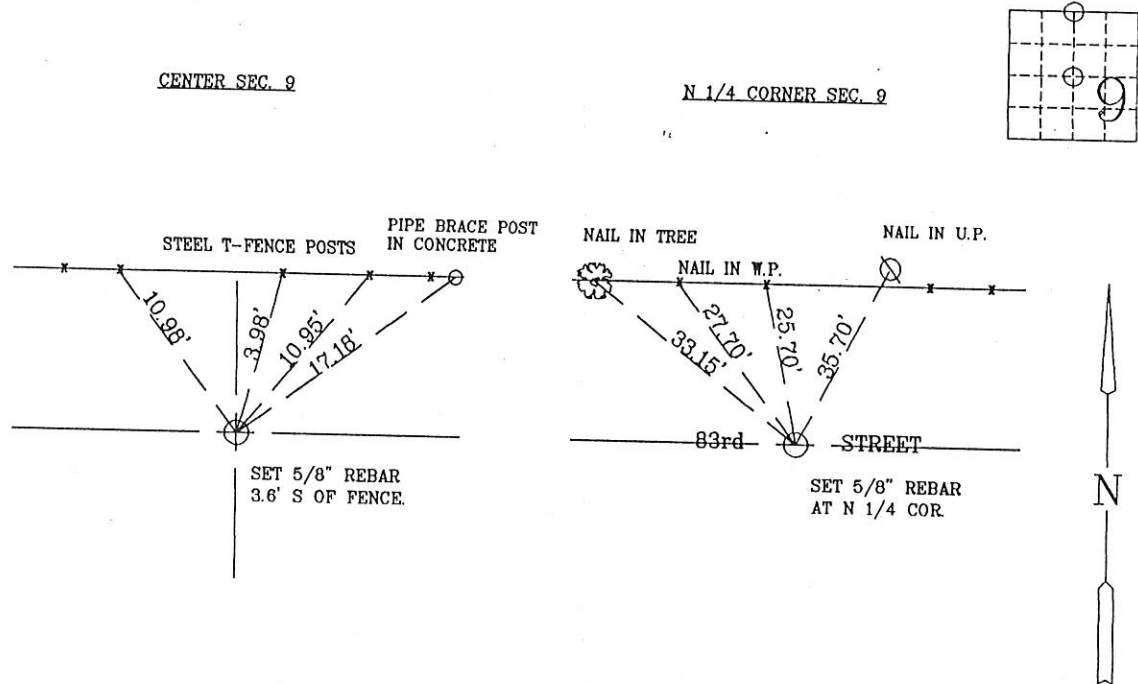 CENTER SEC. 9
N 1/4 CORNER SEC. 9
9
STEEL T-FENCE POSTS
PIPE BRACE POST
IN CONCRETE
10.98'
3.98'
10.95'
17.18'
SET 5/8" REBAR
3.6' S OF FENCE.
NAIL IN TREE
NAIL IN W.P.
NAIL IN U.P.
33.15'
27.70'
25.70'
35.70'
83rd STREET
SET 5/8" REBAR
AT N 1/4 COR.
N